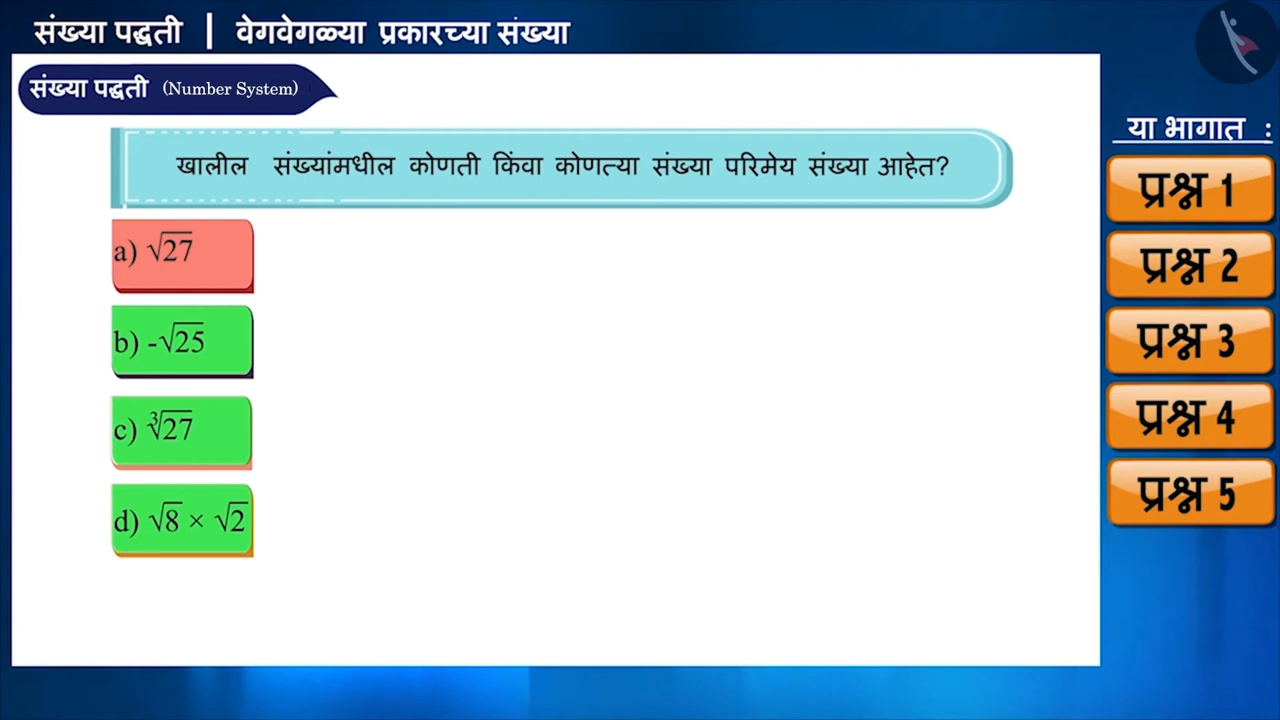 संख्या पद्धती | वेगवेगळ्या प्रकारच्या संख्या
संख्या पद्धती (Number System)
खालील संख्यांमधील कोणती किंवा कोणत्या संख्या परिमेय संख्या आहेत?
a) √27
b) -√25
c) ∛27
d) √8 × √2
या भागात :
प्रश्न 1
प्रश्न 2
प्रश्न 3
प्रश्न 4
प्रश्न 5